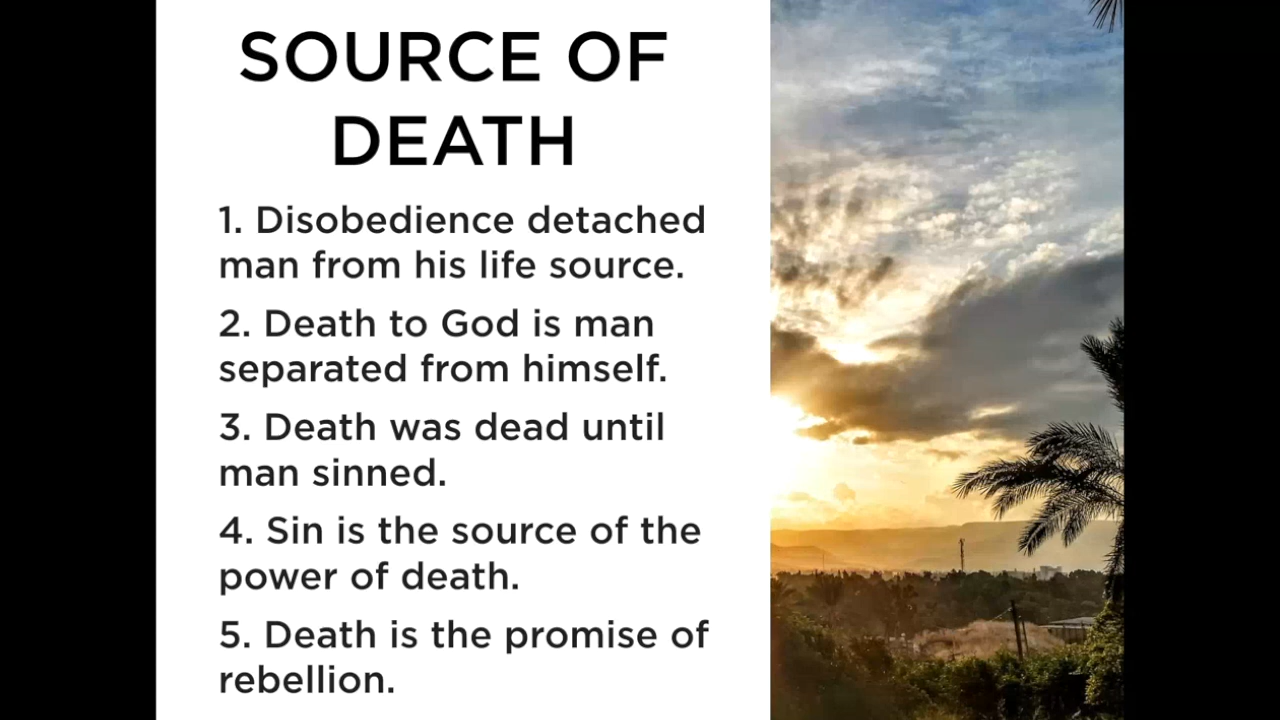 SOURCE OF
DEATH
1. Disobedience detached
man from his life source.
2. Death to God is man
separated from himself.
3. Death was dead until
man sinned.
4. Sin is the source of the
power of death.
5. Death is the promise of
rebellion.